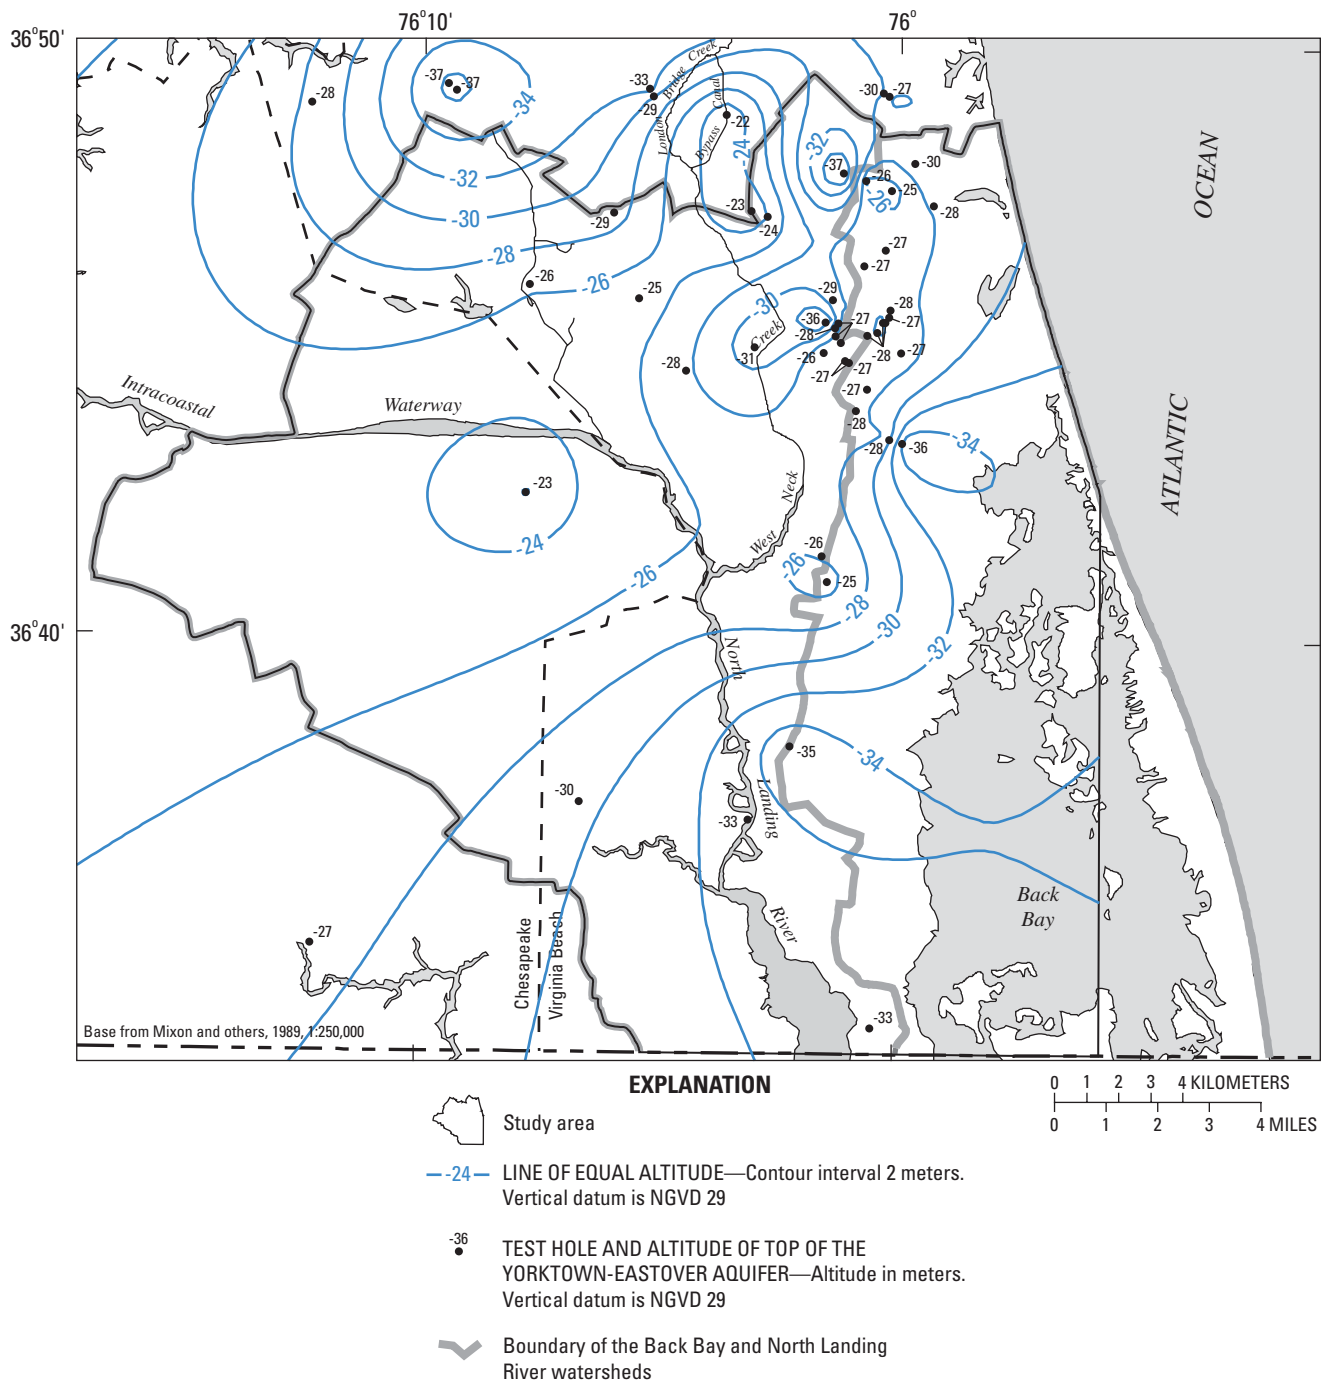 76°10'
76°
36°50'
36°40'
-37
-37
-28
-34
-33
-29
London
Bridge
Creek
Bypass
Canal
-22
-24
-30
-27
-32
-37
-26
-25
-26
-30
-28
OCEAN
-32
-30
-28
-26
-29
-23
-24
-26
-25
-27
-27
-29
-30
-36
-28
-27
-28
-27
-28
-27
-31
Creek
-28
-26
-27
-27
-27
-28
-28
-36
-34
ATLANTIC
Intracoastal
Waterway
-23
-24
West
Neck
-26
-26
-25
-26
-28
-30
-32
North
-35
-34
-30
-33
Landing
River
Back
Bay
-27
Chesapeake
Virginia Beach
-33
Base from Mixon and others, 1989, 1:250,000
EXPLANATION
0 1 2 3 4 KILOMETERS
0 1 2 3 4 MILES
Study area
-24
LINE OF EQUAL ALTITUDE—Contour interval 2 meters.
Vertical datum is NGVD 29
-36
TEST HOLE AND ALTITUDE OF TOP OF THE
YORKTOWN-EASTOVER AQUIFER—Altitude in meters.
Vertical datum is NGVD 29
Boundary of the Back Bay and North Landing
River watersheds